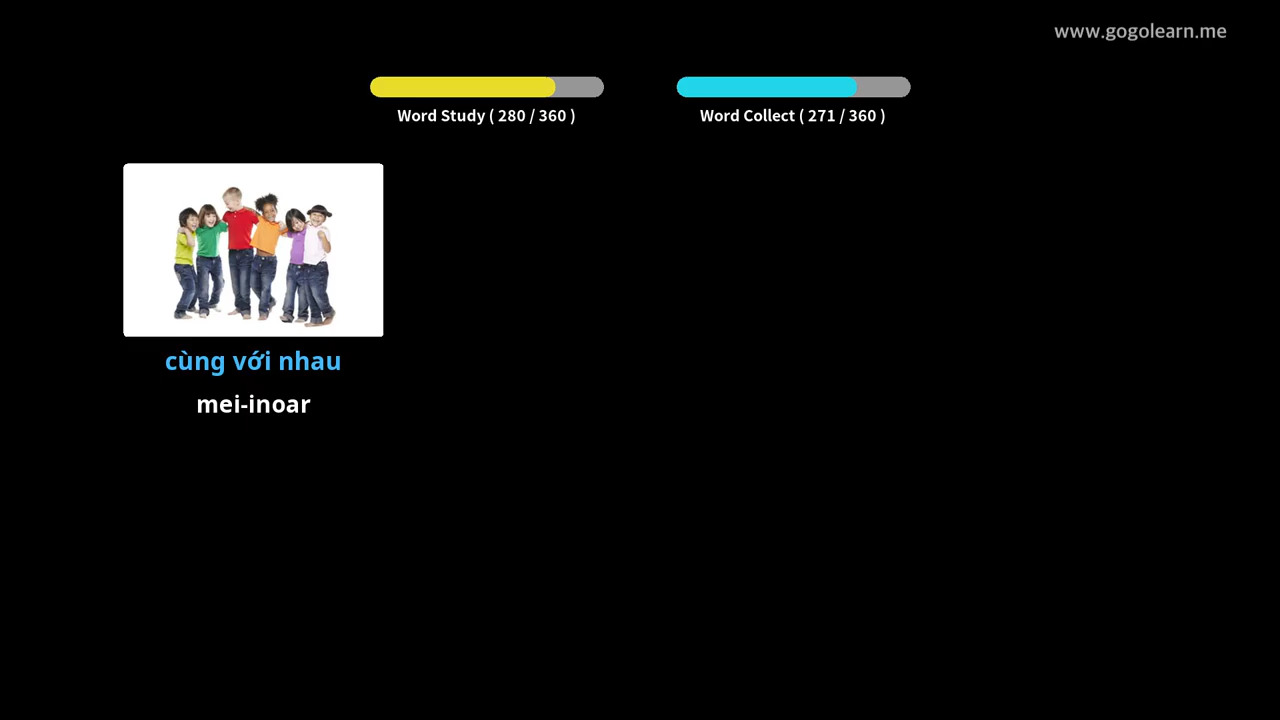 www.gogolearn.me
Word Study ( 280 / 360 )
Word Collect ( 271 / 360 )
cùng với nhau
mei-inoar